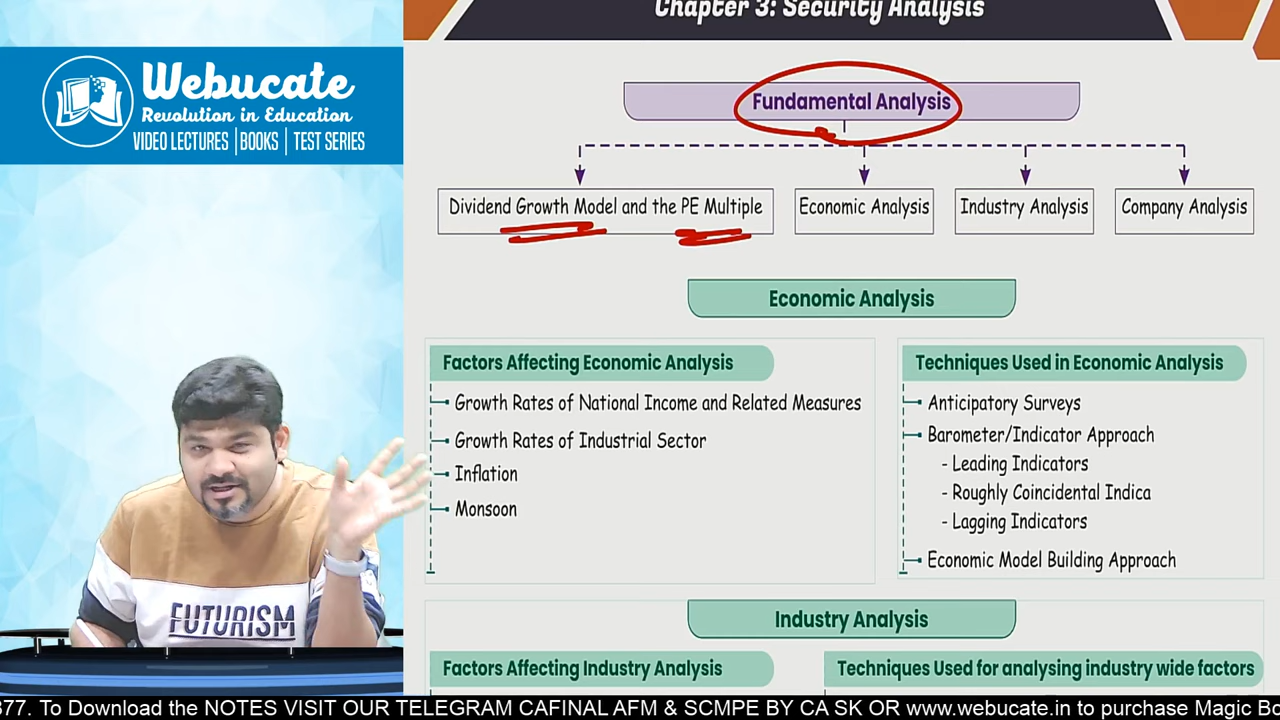 Webucate
Revolution in Education
VIDEO LECTURES | BOOKS | TEST SERIES
FUTURISM
Chapter 3: Security Analysis
Fundamental Analysis
Dividend Growth Model and the PE Multiple
Economic Analysis
Industry Analysis
Company Analysis
Economic Analysis
Factors Affecting Economic Analysis
Growth Rates of National Income and Related Measures
Growth Rates of Industrial Sector
Inflation
Monsoon
Techniques Used in Economic Analysis
Anticipatory Surveys
Barometer/Indicator Approach
- Leading Indicators
- Roughly Coincidental Indica
- Lagging Indicators
Economic Model Building Approach
Industry Analysis
Factors Affecting Industry Analysis
Techniques Used for analysing industry wide factors
377. To Download the NOTES VISIT OUR TELEGRAM CAFINAL AFM & SCMPE BY CA SK OR www.webucate.in to purchase Magic Bo